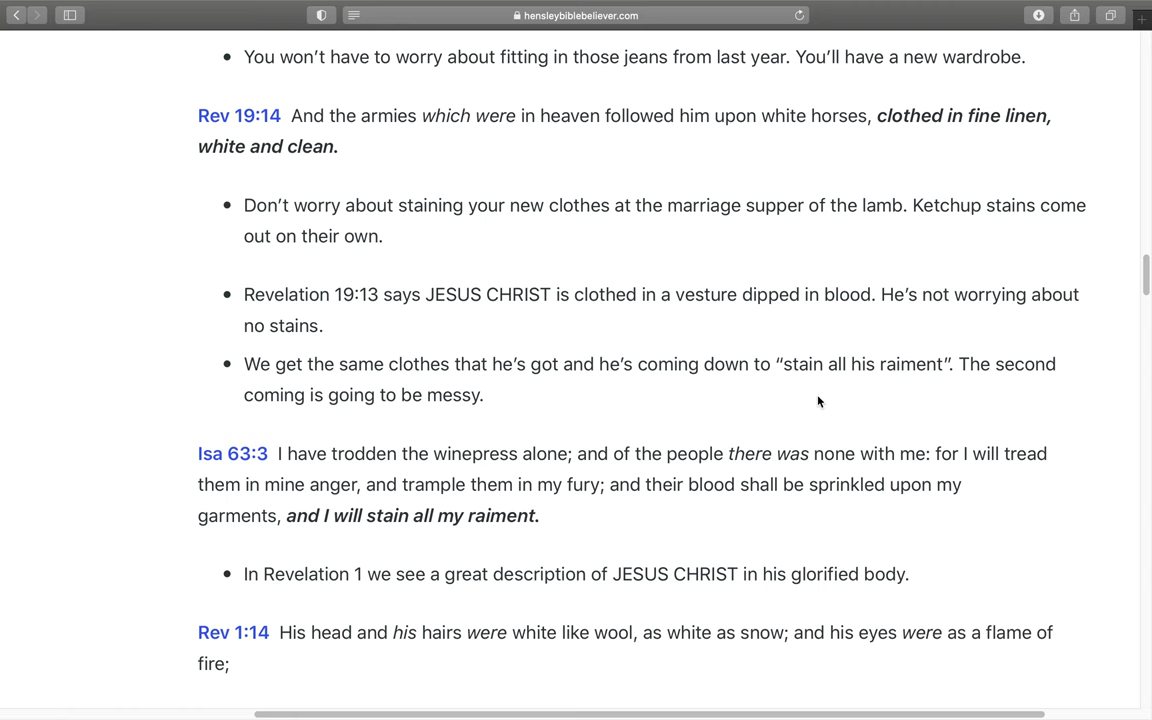 hensleybiblebeliever.com
• You won’t have to worry about fitting in those jeans from last year. You’ll have a new wardrobe.
Rev 19:14 And the armies which were in heaven followed him upon white horses, clothed in fine linen,
white and clean.
• Don’t worry about staining your new clothes at the marriage supper of the lamb. Ketchup stains come
out on their own.
• Revelation 19:13 says JESUS CHRIST is clothed in a vesture dipped in blood. He’s not worrying about
no stains.
• We get the same clothes that he’s got and he’s coming down to “stain all his raiment”. The second
coming is going to be messy.
Isa 63:3 I have trodden the winepress alone; and of the people there was none with me: for I will tread
them in mine anger, and trample them in my fury; and their blood shall be sprinkled upon my
garments, and I will stain all my raiment.
• In Revelation 1 we see a great description of JESUS CHRIST in his glorified body.
Rev 1:14 His head and his hairs were white like wool, as white as snow; and his eyes were as a flame of
fire;